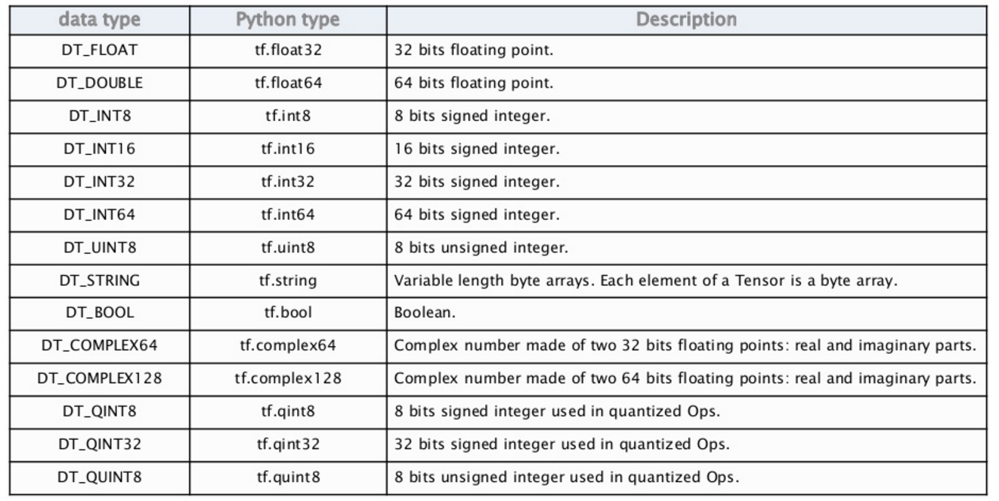 data type Python type Description
DT_FLOAT tf.float32 32 bits floating point.
DT_DOUBLE tf.float64 64 bits floating point.
DT_INT8 tf.int8 8 bits signed integer.
DT_INT16 tf.int16 16 bits signed integer.
DT_INT32 tf.int32 32 bits signed integer.
DT_INT64 tf.int64 64 bits signed integer.
DT_UINT8 tf.uint8 8 bits unsigned integer.
DT_STRING tf.string Variable length byte arrays. Each element of a Tensor is a byte array.
DT_BOOL tf.bool Boolean.
DT_COMPLEX64 tf.complex64 Complex number made of two 32 bits floating points: real and imaginary parts.
DT_COMPLEX128 tf.complex128 Complex number made of two 64 bits floating points: real and imaginary parts.
DT_QINT8 tf.qint8 8 bits signed integer used in quantized Ops.
DT_QINT32 tf.qint32 32 bits signed integer used in quantized Ops.
DT_QUINT8 tf.quint8 8 bits unsigned integer used in quantized Ops.